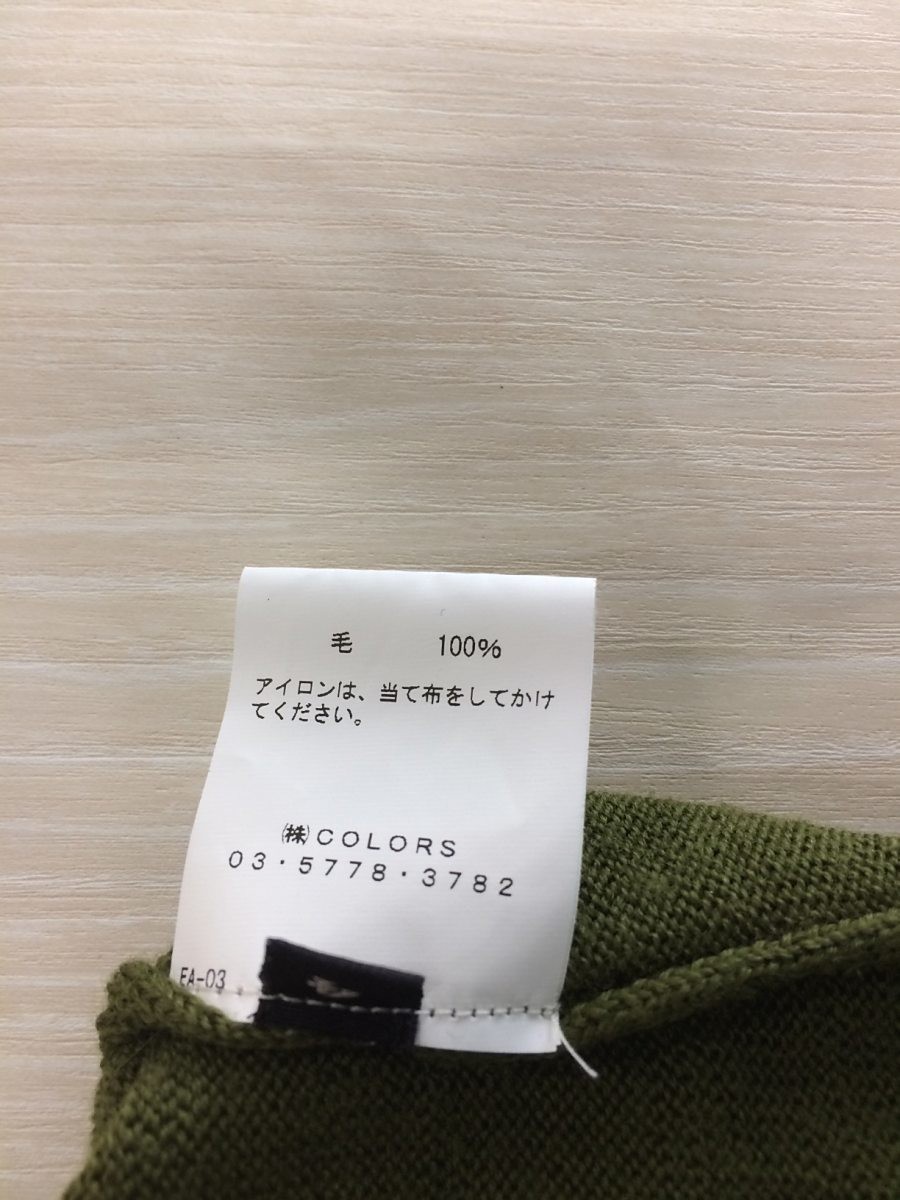 毛 100%
アイロンは、当て布をしてかけ
てください。
㈱COLORS
03・5778・3782
EA-03